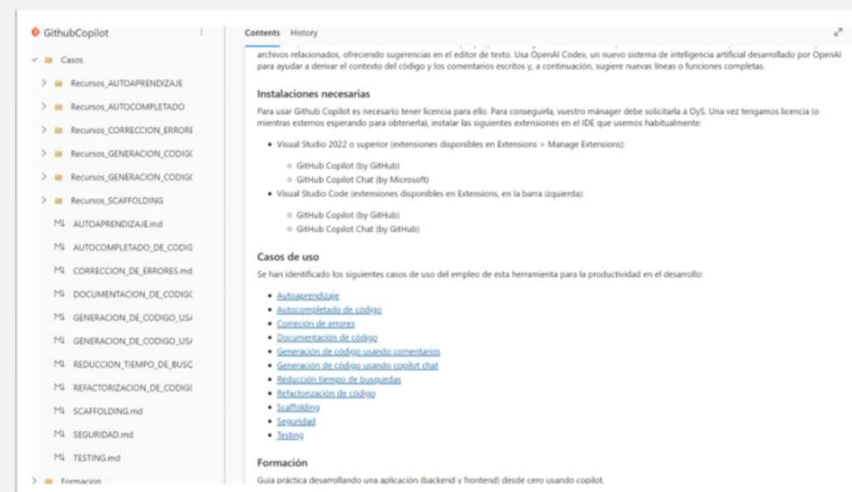 GithubCopilot
Contents History
Casos
Recursos_AUTOAPRENDIZAJE
Recursos_AUTOCOMPLETADO
Recursos_CORRECCION_ERRORE
Recursos_GENERACION_CODIGC
Recursos_GENERACION_CODIGC
Recursos_SCAFFOLDING
AUTOAPRENDIZAJE.md
AUTOCOMPLETADO_DE_CODIG
CORRECCION_DE_ERRORES.md
DOCUMENTACION_DE_CODIGC
GENERACION_DE_CODIGO_USA
GENERACION_DE_CODIGO_USA
REDUCCION_TIEMPO_DE_BUSC
REFACTORIZACION_DE_CODIGC
SCAFFOLDING.md
SEGURIDAD.md
TESTING.md
Formacion
archivos relacionados, ofreciendo sugerencias en el editor de texto. Usa OpenAI Codex, un nuevo sistema de inteligencia artificial desarrollado por OpenAI
para ayudar a derivar el contexto del código y los comentarios escritos y, a continuación, sugiere nuevas líneas o funciones completas.
Instalaciones necesarias
Para usar Github Copilot es necesario tener licencia para ello. Para conseguirla, vuestro mánager debe solicitarla a OyS. Una vez tengamos licencia (o
mientras estemos esperando para obtenerla), instalar las siguientes extensiones en el IDE que usemos habitualmente:
Visual Studio 2022 o superior (extensiones disponibles en Extensions > Manage Extensions):
GitHub Copilot (by GitHub)
GitHub Copilot Chat (by Microsoft)
Visual Studio Code (extensiones disponibles en Extensions, en la barra izquierda):
GitHub Copilot (by GitHub)
GitHub Copilot Chat (by GitHub)
Casos de uso
Se han identificado los siguientes casos de uso del empleo de esta herramienta para la productividad en el desarrollo:
Autoaprendizaje
Autocompletado de código
Correción de errores
Documentación de código
Generación de código usando comentarios
Generación de código usando copilot chat
Reducción tiempo de busquedas
Refactorización de código
Scaffolding
Seguridad
Testing
Formación
Guía práctica desarrollando una aplicación (backend y frontend) desde cero usando copilot.